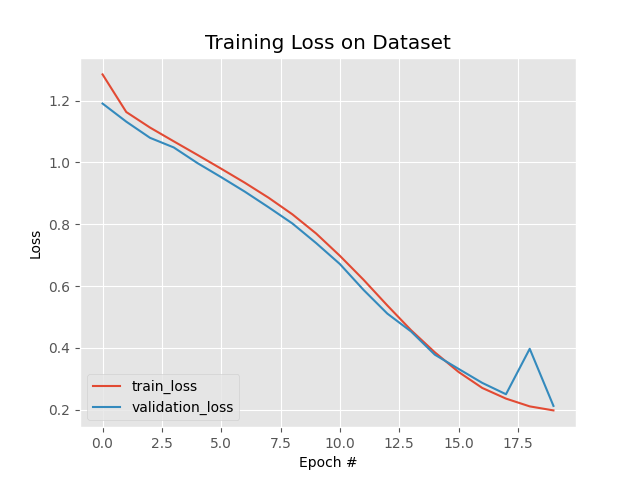 Training Loss on Dataset
Loss
1.2
1.0
0.8
0.6
0.4
0.2
train_loss
validation_loss
0.0 2.5 5.0 7.5 10.0 12.5 15.0 17.5
Epoch #